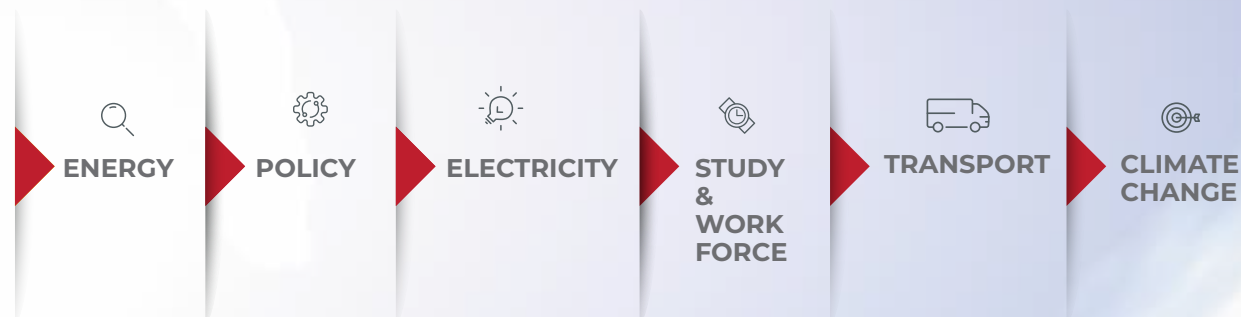 ENERGY
POLICY
ELECTRICITY
STUDY
&
WORK
FORCE
TRANSPORT
CLIMATE
CHANGE